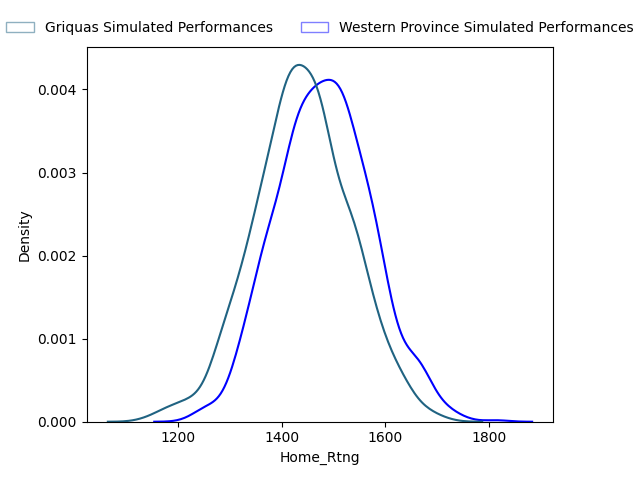 Griquas Simulated Performances Western Province Simulated Performances
0.004
0.003
0.002
0.001
0.000
Density
1200 1400 1600 1800
Home_Rtng